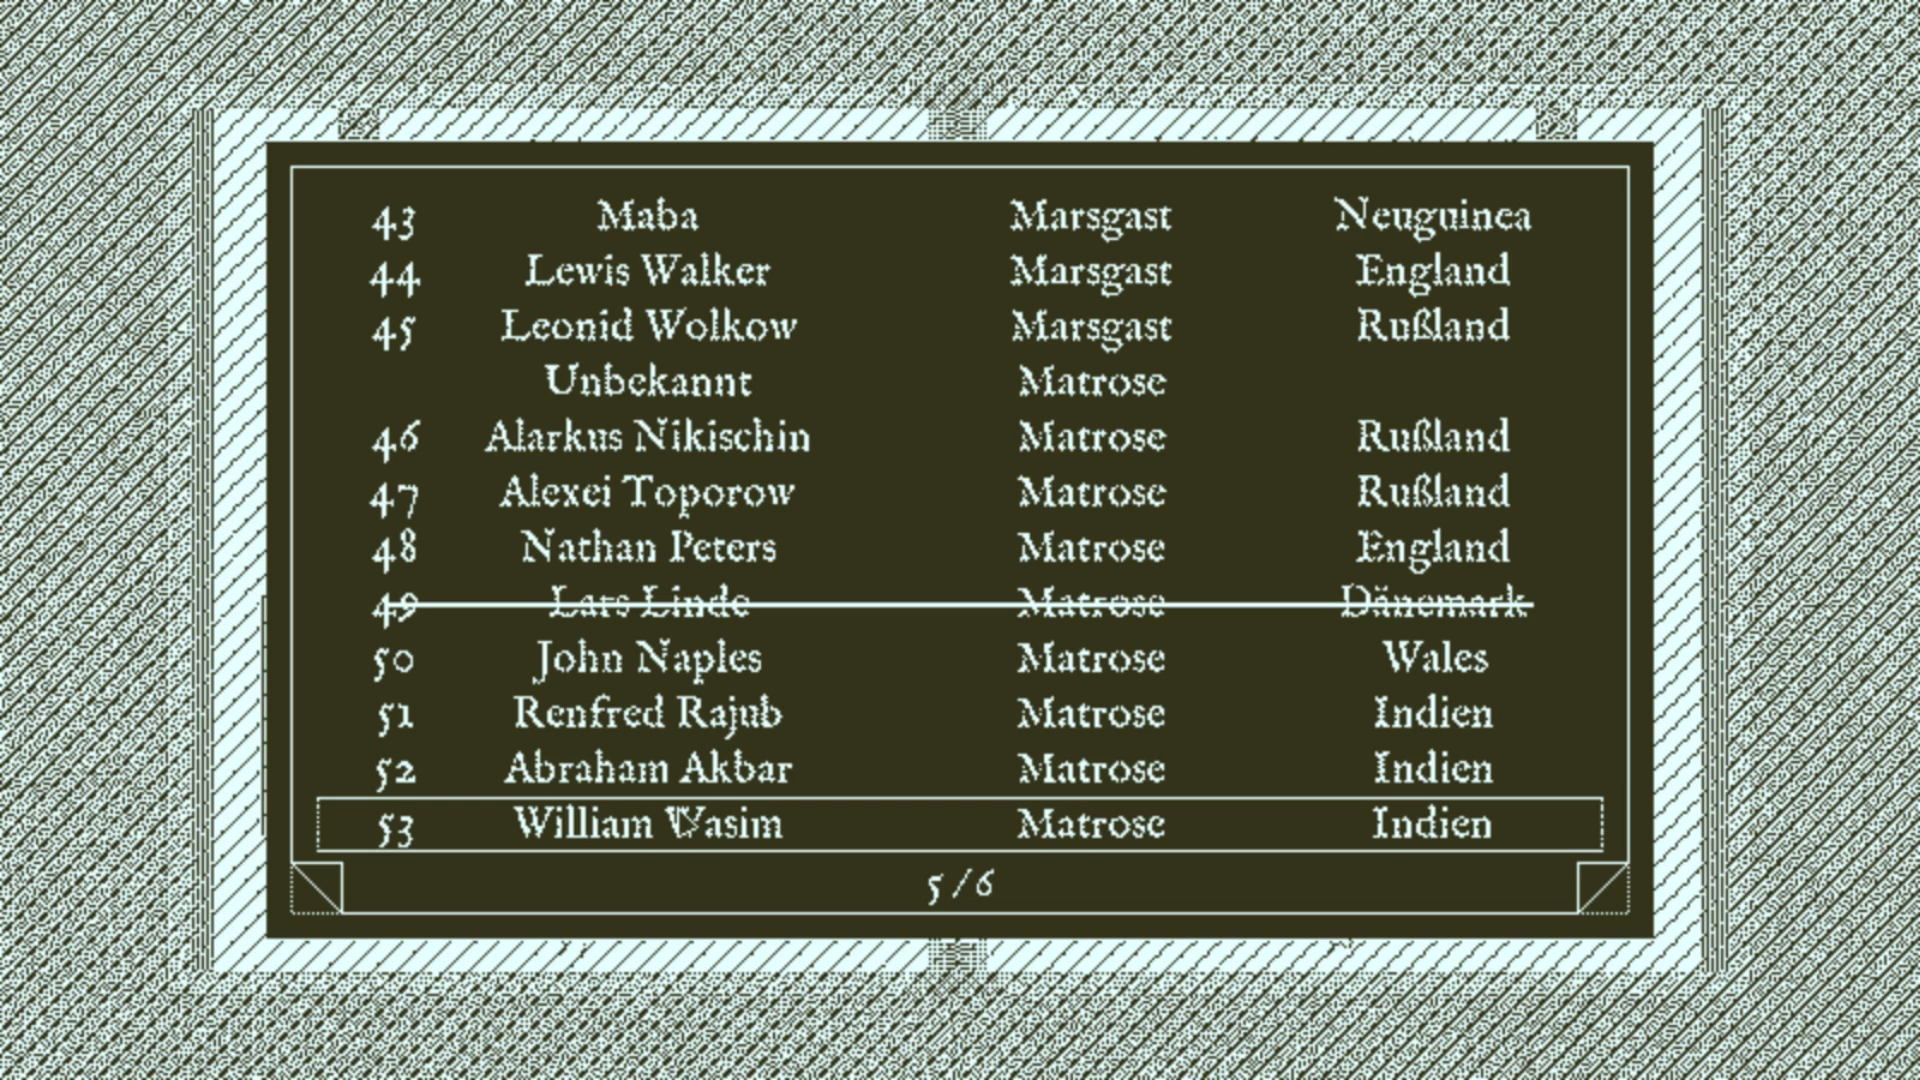 43 Maba Marsgast Neuguinea
44 Lewis Walker Marsgast England
45 Leonid Wolkow Marsgast Rußland
Unbekannt Matrose
46 Alarkus Nikischin Matrose Rußland
47 Alexei Toporow Matrose Rußland
48 Nathan Peters Matrose England
49 Lars Linde Matrose Dänemark
50 John Naples Matrose Wales
51 Renfred Rajub Matrose Indien
52 Abraham Akbar Matrose Indien
53 William Wasim Matrose Indien
5/6